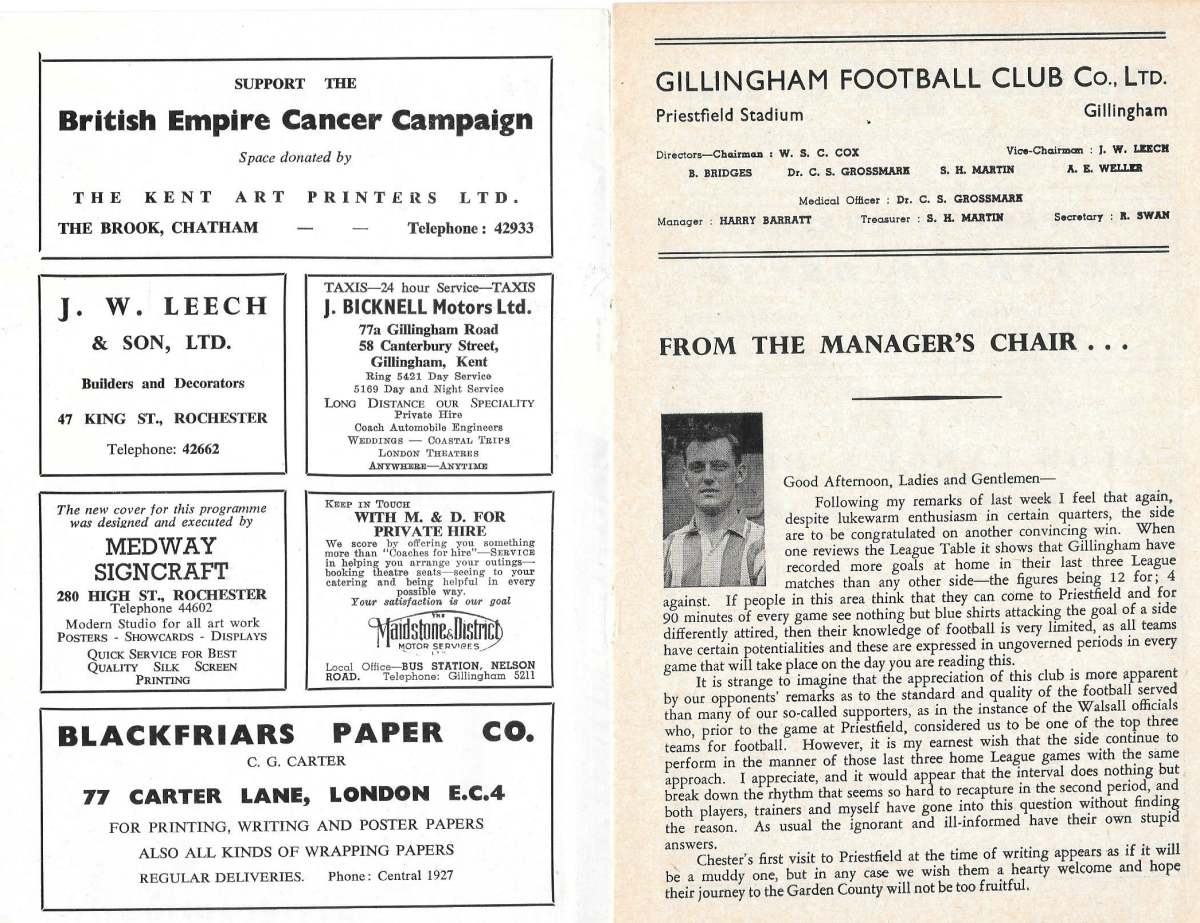 SUPPORT THE
British Empire Cancer Campaign
Space donated by
THE KENT ART PRINTERS LTD.
THE BROOK, CHATHAM — — Telephone: 42933
J. W. LEECH
& SON, LTD.
Builders and Decorators
47 KING ST., ROCHESTER
Telephone: 42662
TAXIS—24 hour Service—TAXIS
J. BICKNELL Motors Ltd.
77a Gillingham Road
58 Canterbury Street,
Gillingham, Kent
Ring 5421 Day Service
5169 Day and Night Service
LONG DISTANCE OUR SPECIALITY
Private Hire
Coach Automobile Engineers
WEDDINGS — COASTAL TRIPS
LONDON THEATRES
ANYWHERE—ANYTIME
The new cover for this programme
was designed and executed by
MEDWAY
SIGNCRAFT
280 HIGH ST., ROCHESTER
Telephone 44602
Modern Studio for all art work
POSTERS - SHOWCARDS - DISPLAYS
QUICK SERVICE FOR BEST
QUALITY SILK SCREEN
PRINTING
KEEP IN TOUCH
WITH M. & D. FOR
PRIVATE HIRE
We score by offering you something
more than "Coaches for hire"—SERVICE
in helping you arrange your outings—
booking theatre seats—seeing to your
catering and being helpful in every
possible way.
Your satisfaction is our goal
THE
Maidstone & District
MOTOR SERVICES
LTD
Local Office—BUS STATION, NELSON
ROAD. Telephone: Gillingham 5211
BLACKFRIARS PAPER CO.
C. G. CARTER
77 CARTER LANE, LONDON E.C.4
FOR PRINTING, WRITING AND POSTER PAPERS
ALSO ALL KINDS OF WRAPPING PAPERS
REGULAR DELIVERIES. Phone: Central 1927
GILLINGHAM FOOTBALL CLUB CO., LTD.
Priestfield Stadium Gillingham
Directors—Chairman : W. S. C. COX Vice-Chairman : J. W. LEECH
B. BRIDGES Dr. C. S. GROSSMARK S. H. MARTIN A. E. WELLER
Medical Officer : Dr. C. S. GROSSMARK
Manager : HARRY BARRATT Treasurer : S. H. MARTIN Secretary : R. SWAN
FROM THE MANAGER'S CHAIR . . .
Good Afternoon, Ladies and Gentlemen—
Following my remarks of last week I feel that again,
despite lukewarm enthusiasm in certain quarters, the side
are to be congratulated on another convincing win. When
one reviews the League Table it shows that Gillingham have
recorded more goals at home in their last three League
matches than any other side—the figures being 12 for; 4
against. If people in this area think that they can come to Priestfield and for
90 minutes of every game see nothing but blue shirts attacking the goal of a side
differently attired, then their knowledge of football is very limited, as all teams
have certain potentialities and these are expressed in ungoverned periods in every
game that will take place on the day you are reading this.
It is strange to imagine that the appreciation of this club is more apparent
by our opponents' remarks as to the standard and quality of the football served
than many of our so-called supporters, as in the instance of the Walsall officials
who, prior to the game at Priestfield, considered us to be one of the top three
teams for football. However, it is my earnest wish that the side continue to
perform in the manner of those last three home League games with the same
approach. I appreciate, and it would appear that the interval does nothing but
break down the rhythm that seems so hard to recapture in the second period, and
both players, trainers and myself have gone into this question without finding
the reason. As usual the ignorant and ill-informed have their own stupid
answers.
Chester's first visit to Priestfield at the time of writing appears as if it will
be a muddy one, but in any case we wish them a hearty welcome and hope
their journey to the Garden County will not be too fruitful.